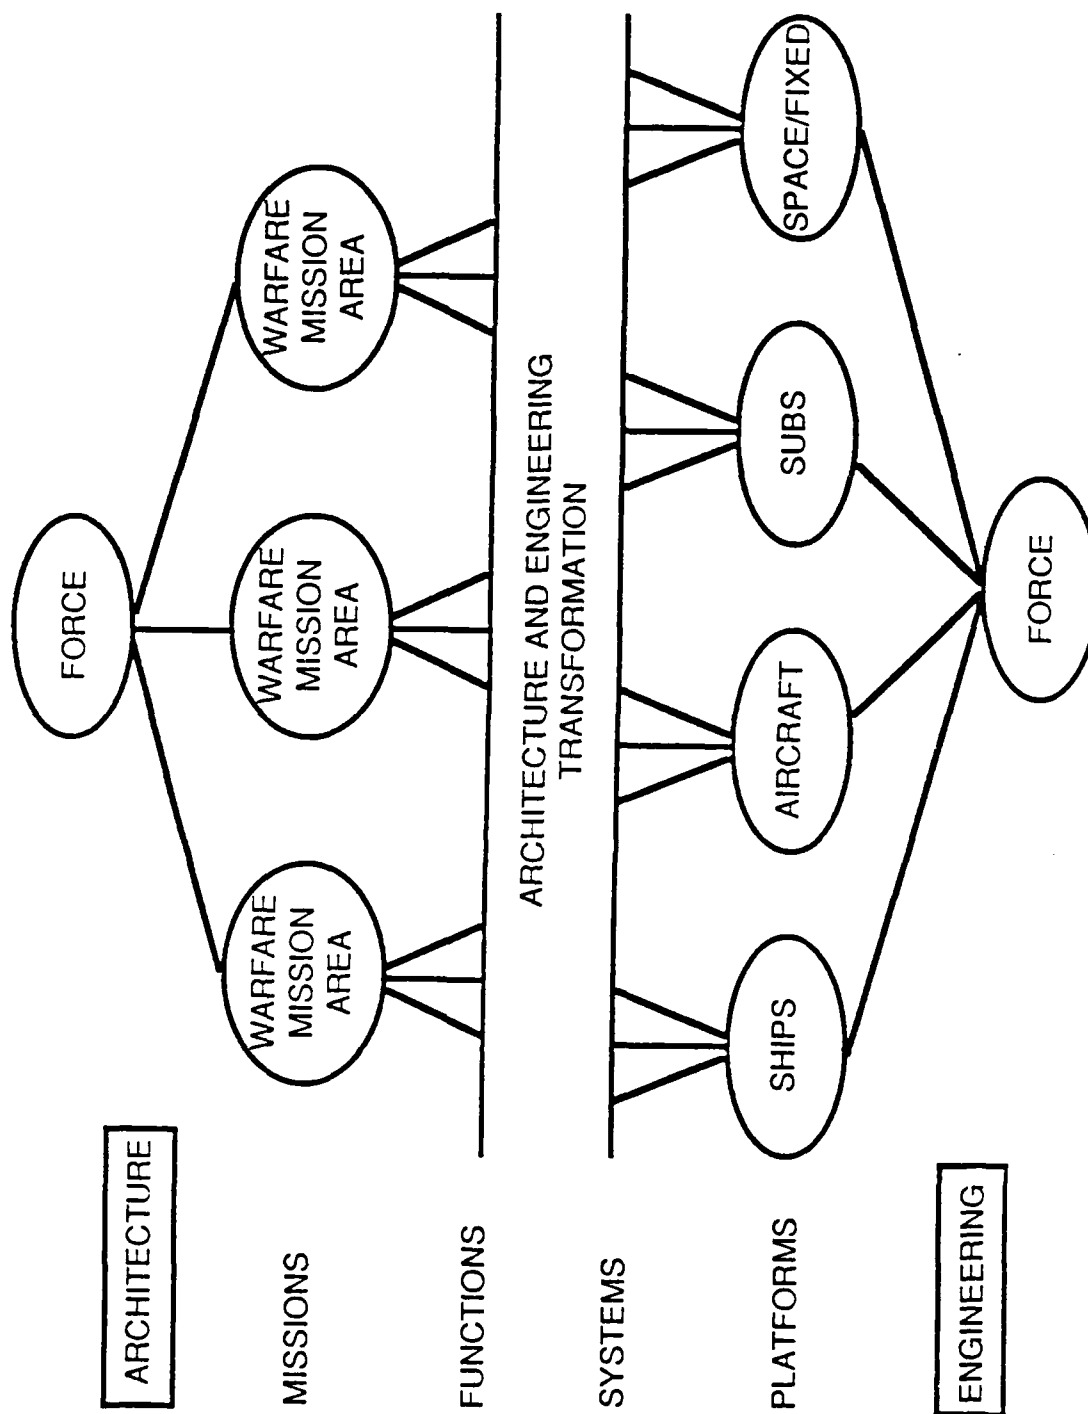 ARCHITECTURE
FORCE
MISSIONS
WARFARE
MISSION
AREA
WARFARE
MISSION
AREA
WARFARE
MISSION
AREA
FUNCTIONS
ARCHITECTURE AND ENGINEERING
TRANSFORMATION
SYSTEMS
PLATFORMS
SHIPS
AIRCRAFT
SUBS
SPACE/FIXED
ENGINEERING
FORCE